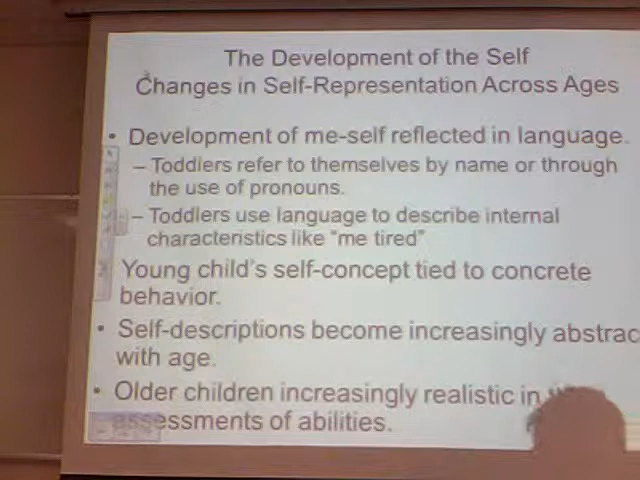 The Development of the Self
Changes in Self-Representation Across Ages
• Development of me-self reflected in language.
– Toddlers refer to themselves by name or through
the use of pronouns.
– Toddlers use language to describe internal
characteristics like "me tired"
Young child's self-concept tied to concrete
behavior.
• Self-descriptions become increasingly abstrac
with age.
• Older children increasingly realistic in
assessments of abilities.